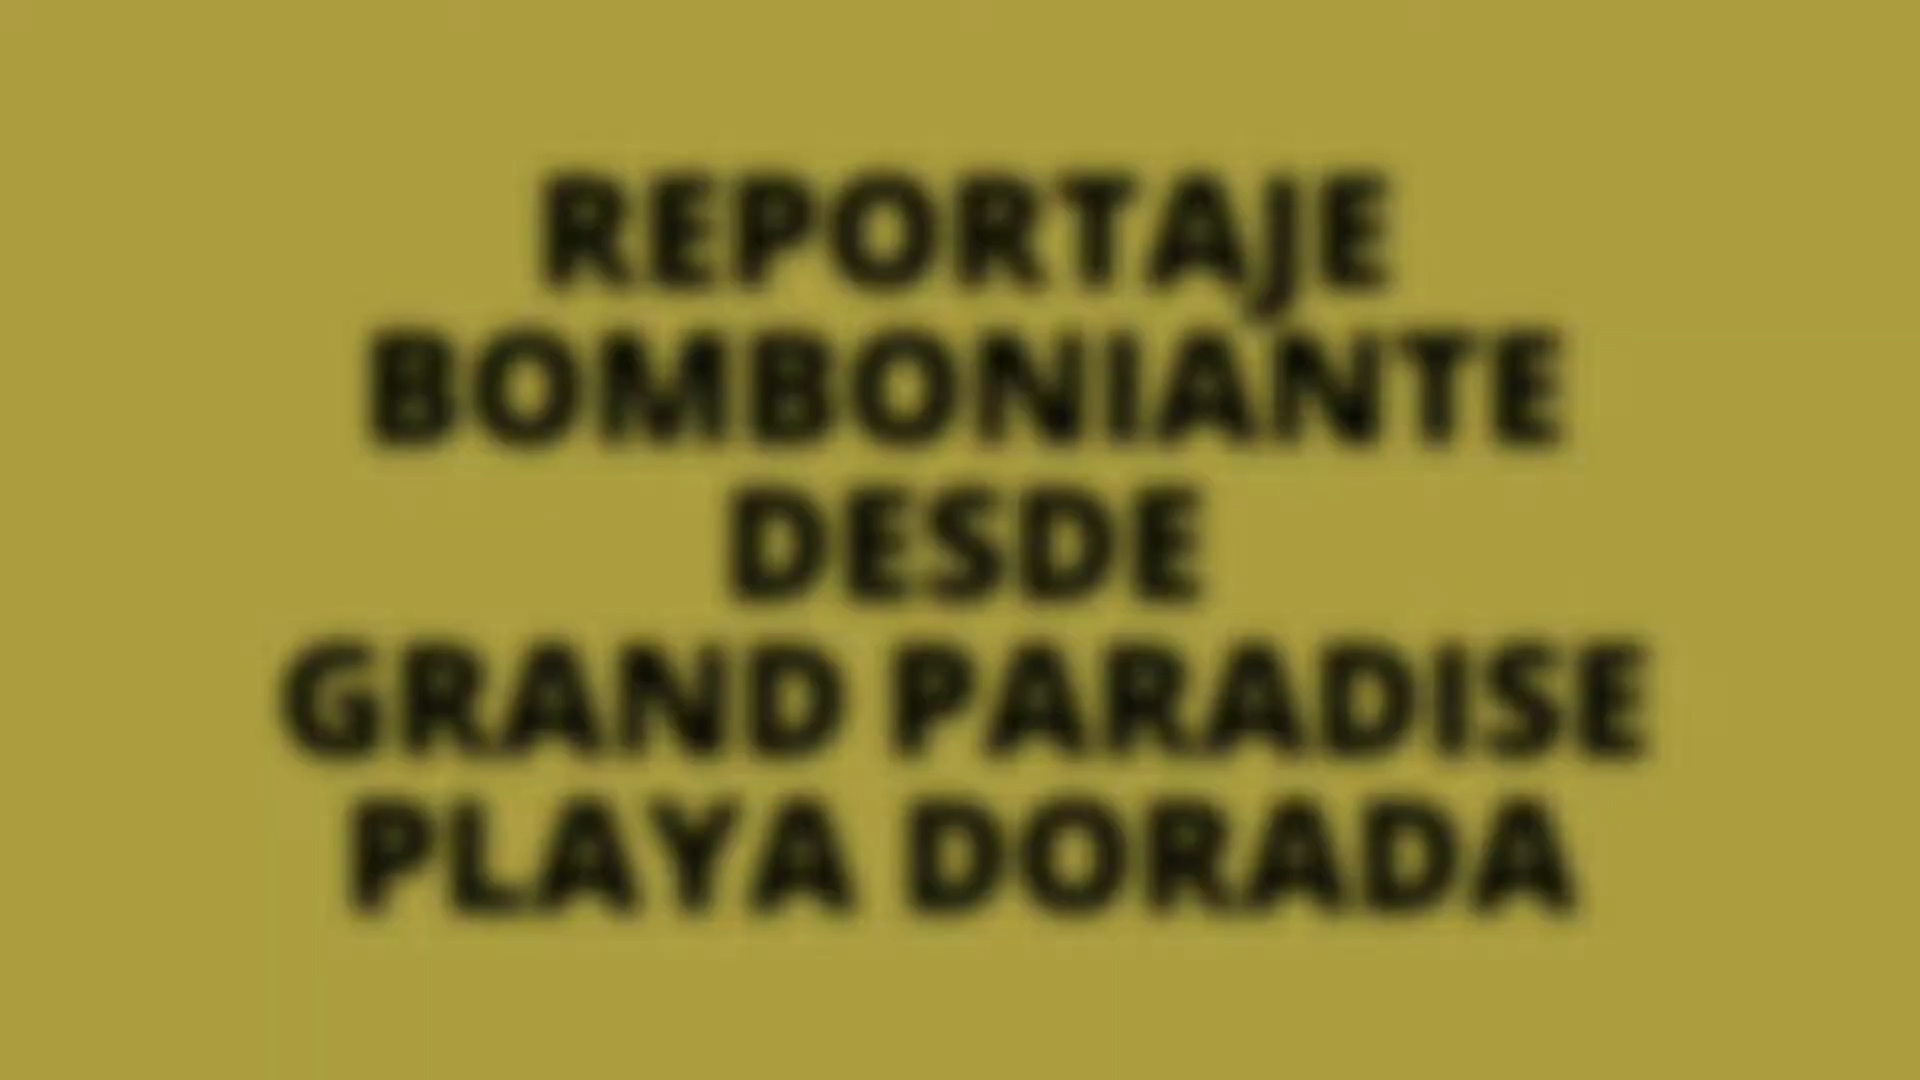 REPORTAJE
BOMBONIANTE
DESDE
GRAND PARADISE
PLAYA DORADA